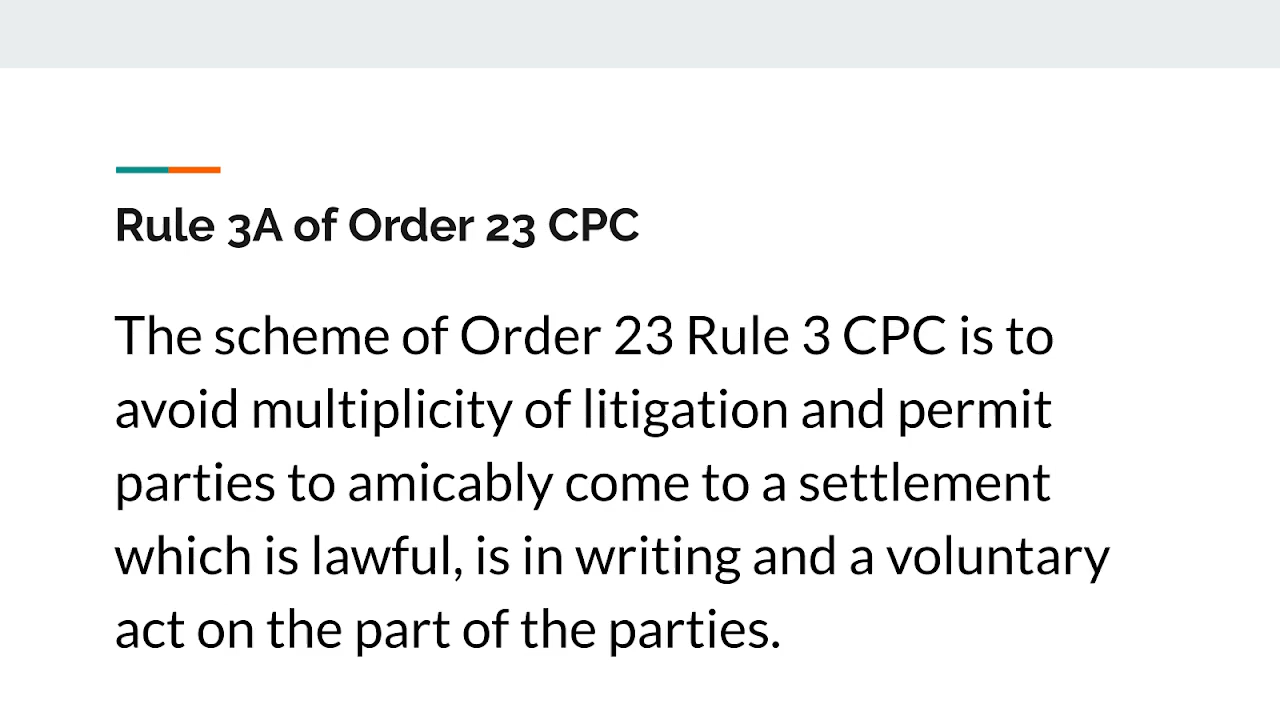 Rule 3A of Order 23 CPC
The scheme of Order 23 Rule 3 CPC is to
avoid multiplicity of litigation and permit
parties to amicably come to a settlement
which is lawful, is in writing and a voluntary
act on the part of the parties.